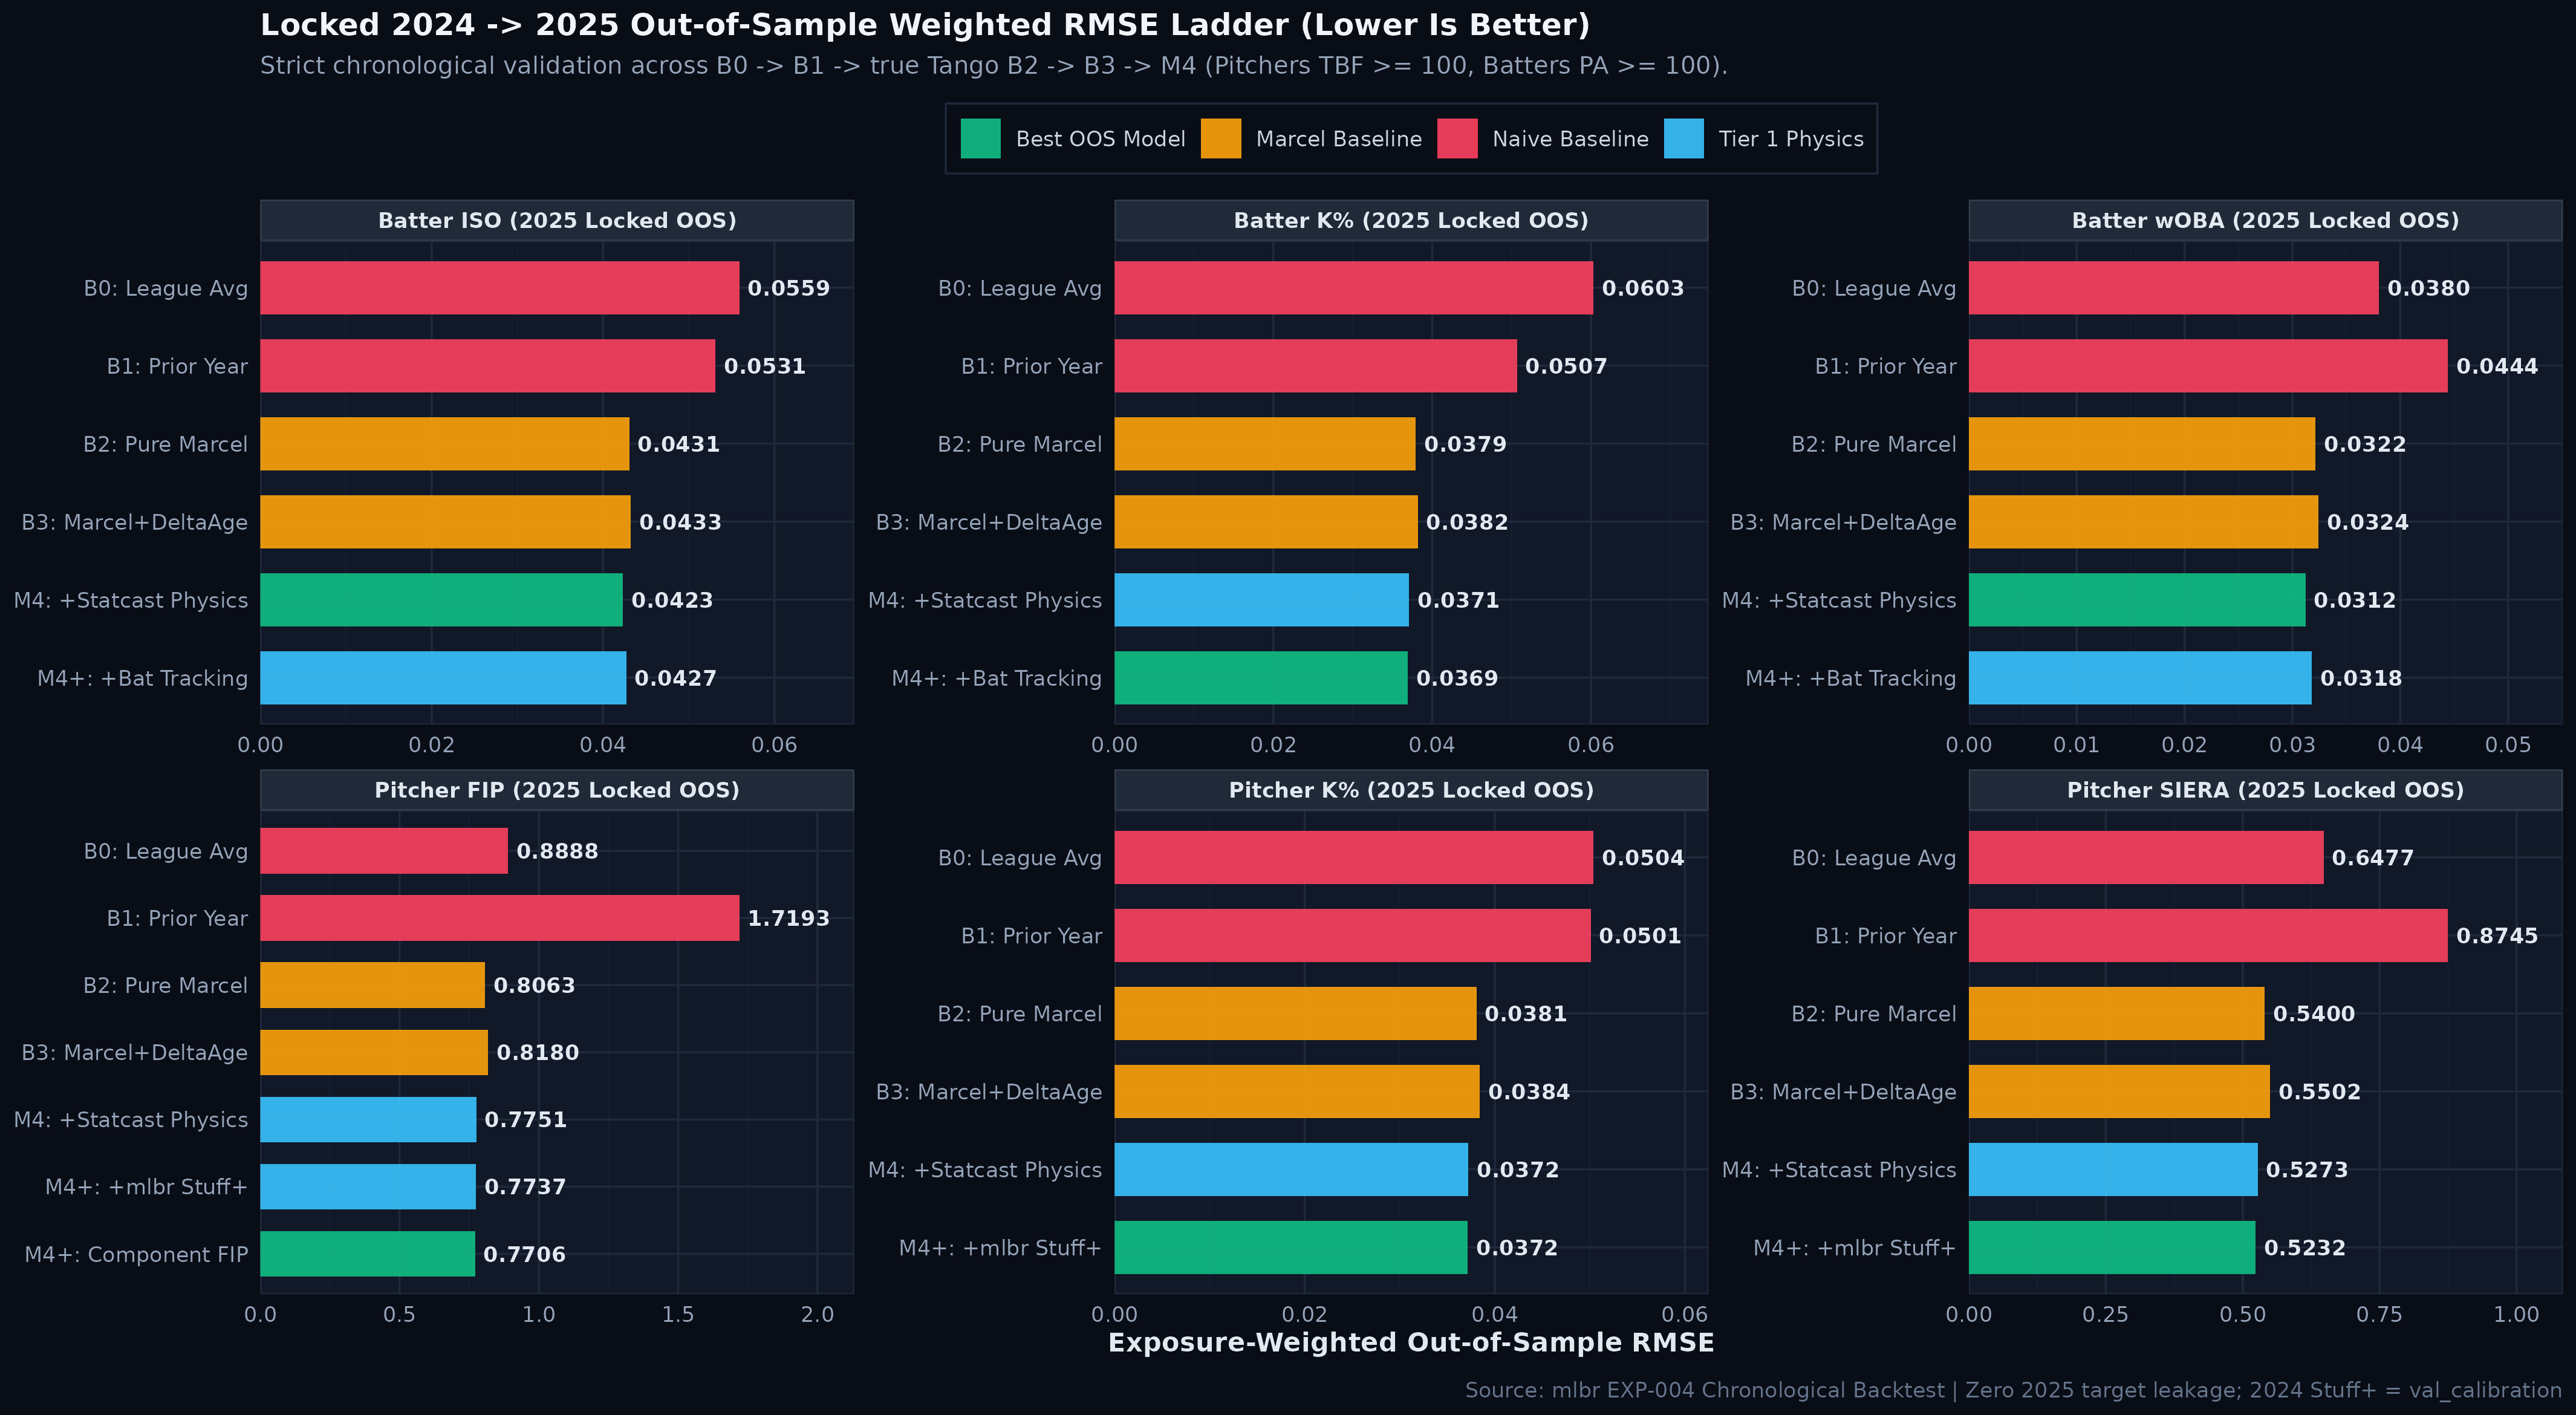 Locked 2024 -> 2025 Out-of-Sample Weighted RMSE Ladder (Lower Is Better)
Strict chronological validation across B0 -> B1 -> true Tango B2 -> B3 -> M4 (Pitchers TBF >= 100, Batters PA >= 100).
Best OOS Model
Marcel Baseline
Naive Baseline
Tier 1 Physics
Batter ISO (2025 Locked OOS)
B0: League Avg 0.0559
B1: Prior Year 0.0531
B2: Pure Marcel 0.0431
B3: Marcel+DeltaAge 0.0433
M4: +Statcast Physics 0.0423
M4+: +Bat Tracking 0.0427
0.00 0.02 0.04 0.06
Batter K% (2025 Locked OOS)
B0: League Avg 0.0603
B1: Prior Year 0.0507
B2: Pure Marcel 0.0379
B3: Marcel+DeltaAge 0.0382
M4: +Statcast Physics 0.0371
M4+: +Bat Tracking 0.0369
0.00 0.02 0.04 0.06
Batter wOBA (2025 Locked OOS)
B0: League Avg 0.0380
B1: Prior Year 0.0444
B2: Pure Marcel 0.0322
B3: Marcel+DeltaAge 0.0324
M4: +Statcast Physics 0.0312
M4+: +Bat Tracking 0.0318
0.00 0.01 0.02 0.03 0.04 0.05
Pitcher FIP (2025 Locked OOS)
B0: League Avg 0.8888
B1: Prior Year 1.7193
B2: Pure Marcel 0.8063
B3: Marcel+DeltaAge 0.8180
M4: +Statcast Physics 0.7751
M4+: +mlbr Stuff+ 0.7737
M4+: Component FIP 0.7706
0.0 0.5 1.0 1.5 2.0
Pitcher K% (2025 Locked OOS)
B0: League Avg 0.0504
B1: Prior Year 0.0501
B2: Pure Marcel 0.0381
B3: Marcel+DeltaAge 0.0384
M4: +Statcast Physics 0.0372
M4+: +mlbr Stuff+ 0.0372
0.00 0.02 0.04 0.06
Pitcher SIERA (2025 Locked OOS)
B0: League Avg 0.6477
B1: Prior Year 0.8745
B2: Pure Marcel 0.5400
B3: Marcel+DeltaAge 0.5502
M4: +Statcast Physics 0.5273
M4+: +mlbr Stuff+ 0.5232
0.00 0.25 0.50 0.75 1.00
Exposure-Weighted Out-of-Sample RMSE
Source: mlbr EXP-004 Chronological Backtest | Zero 2025 target leakage; 2024 Stuff+ = val_calibration